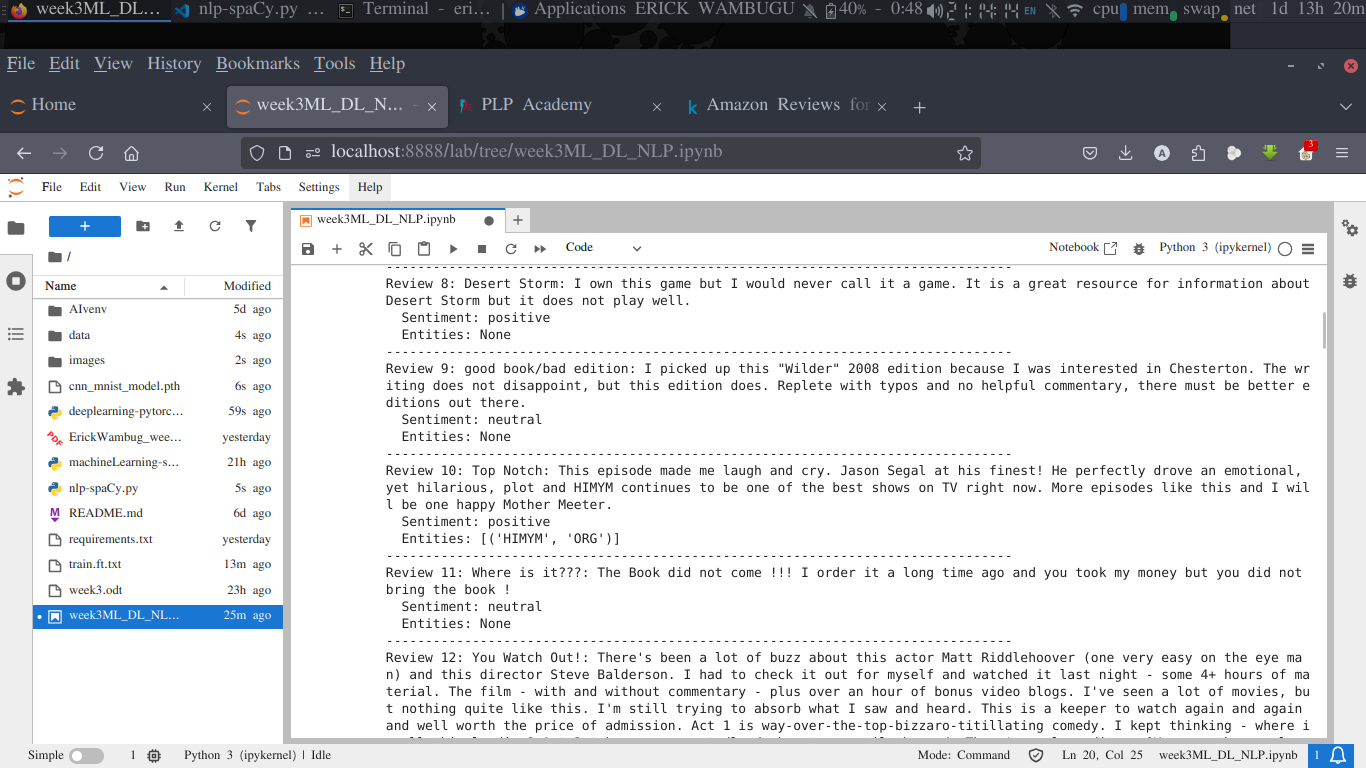 week3ML_DL_...
nlp-spaCy.py ...
Terminal - eri...
Applications ERICK WAMBUGU
40% - 0:48
EN
cpu mem swap net 1d 13h 20m
File Edit View History Bookmarks Tools Help
Home
week3ML_DL_N...
PLP Academy
Amazon Reviews for
localhost:8888/lab/tree/week3ML_DL_NLP.ipynb
A
3
File Edit View Run Kernel Tabs Settings Help
week3ML_DL_NLP.ipynb
Code
Notebook
Python 3 (ipykernel)
/
Name Modified
AIvenv 5d ago
data 4s ago
images 2s ago
cnn_mnist_model.pth 6s ago
deeplearning-pytorc... 59s ago
ErickWambug_wee... yesterday
machineLearning-s... 21h ago
nlp-spaCy.py 5s ago
README.md 6d ago
requirements.txt yesterday
train.ft.txt 13m ago
week3.odt 23h ago
week3ML_DL_NL... 25m ago
--------------------------------------------------------------------------------
Review 8: Desert Storm: I own this game but I would never call it a game. It is a great resource for information about
Desert Storm but it does not play well.
Sentiment: positive
Entities: None
--------------------------------------------------------------------------------
Review 9: good book/bad edition: I picked up this "Wilder" 2008 edition because I was interested in Chesterton. The wr
iting does not disappoint, but this edition does. Replete with typos and no helpful commentary, there must be better e
ditions out there.
Sentiment: neutral
Entities: None
--------------------------------------------------------------------------------
Review 10: Top Notch: This episode made me laugh and cry. Jason Segal at his finest! He perfectly drove an emotional,
yet hilarious, plot and HIMYM continues to be one of the best shows on TV right now. More episodes like this and I wil
l be one happy Mother Meeter.
Sentiment: positive
Entities: [('HIMYM', 'ORG')]
--------------------------------------------------------------------------------
Review 11: Where is it???: The Book did not come !!! I order it a long time ago and you took my money but you did not
bring the book !
Sentiment: neutral
Entities: None
--------------------------------------------------------------------------------
Review 12: You Watch Out!: There's been a lot of buzz about this actor Matt Riddlehoover (one very easy on the eye ma
n) and this director Steve Balderson. I had to check it out for myself and watched it last night - some 4+ hours of ma
terial. The film - with and without commentary - plus over an hour of bonus video blogs. I've seen a lot of movies, bu
t nothing quite like this. I'm still trying to absorb what I saw and heard. This is a keeper to watch again and again
and well worth the price of admission. Act 1 is way-over-the-top-bizzaro-titillating comedy. I kept thinking - where i
Simple 1 Python 3 (ipykernel) | Idle
Mode: Command Ln 20, Col 25 week3ML_DL_NLP.ipynb 1